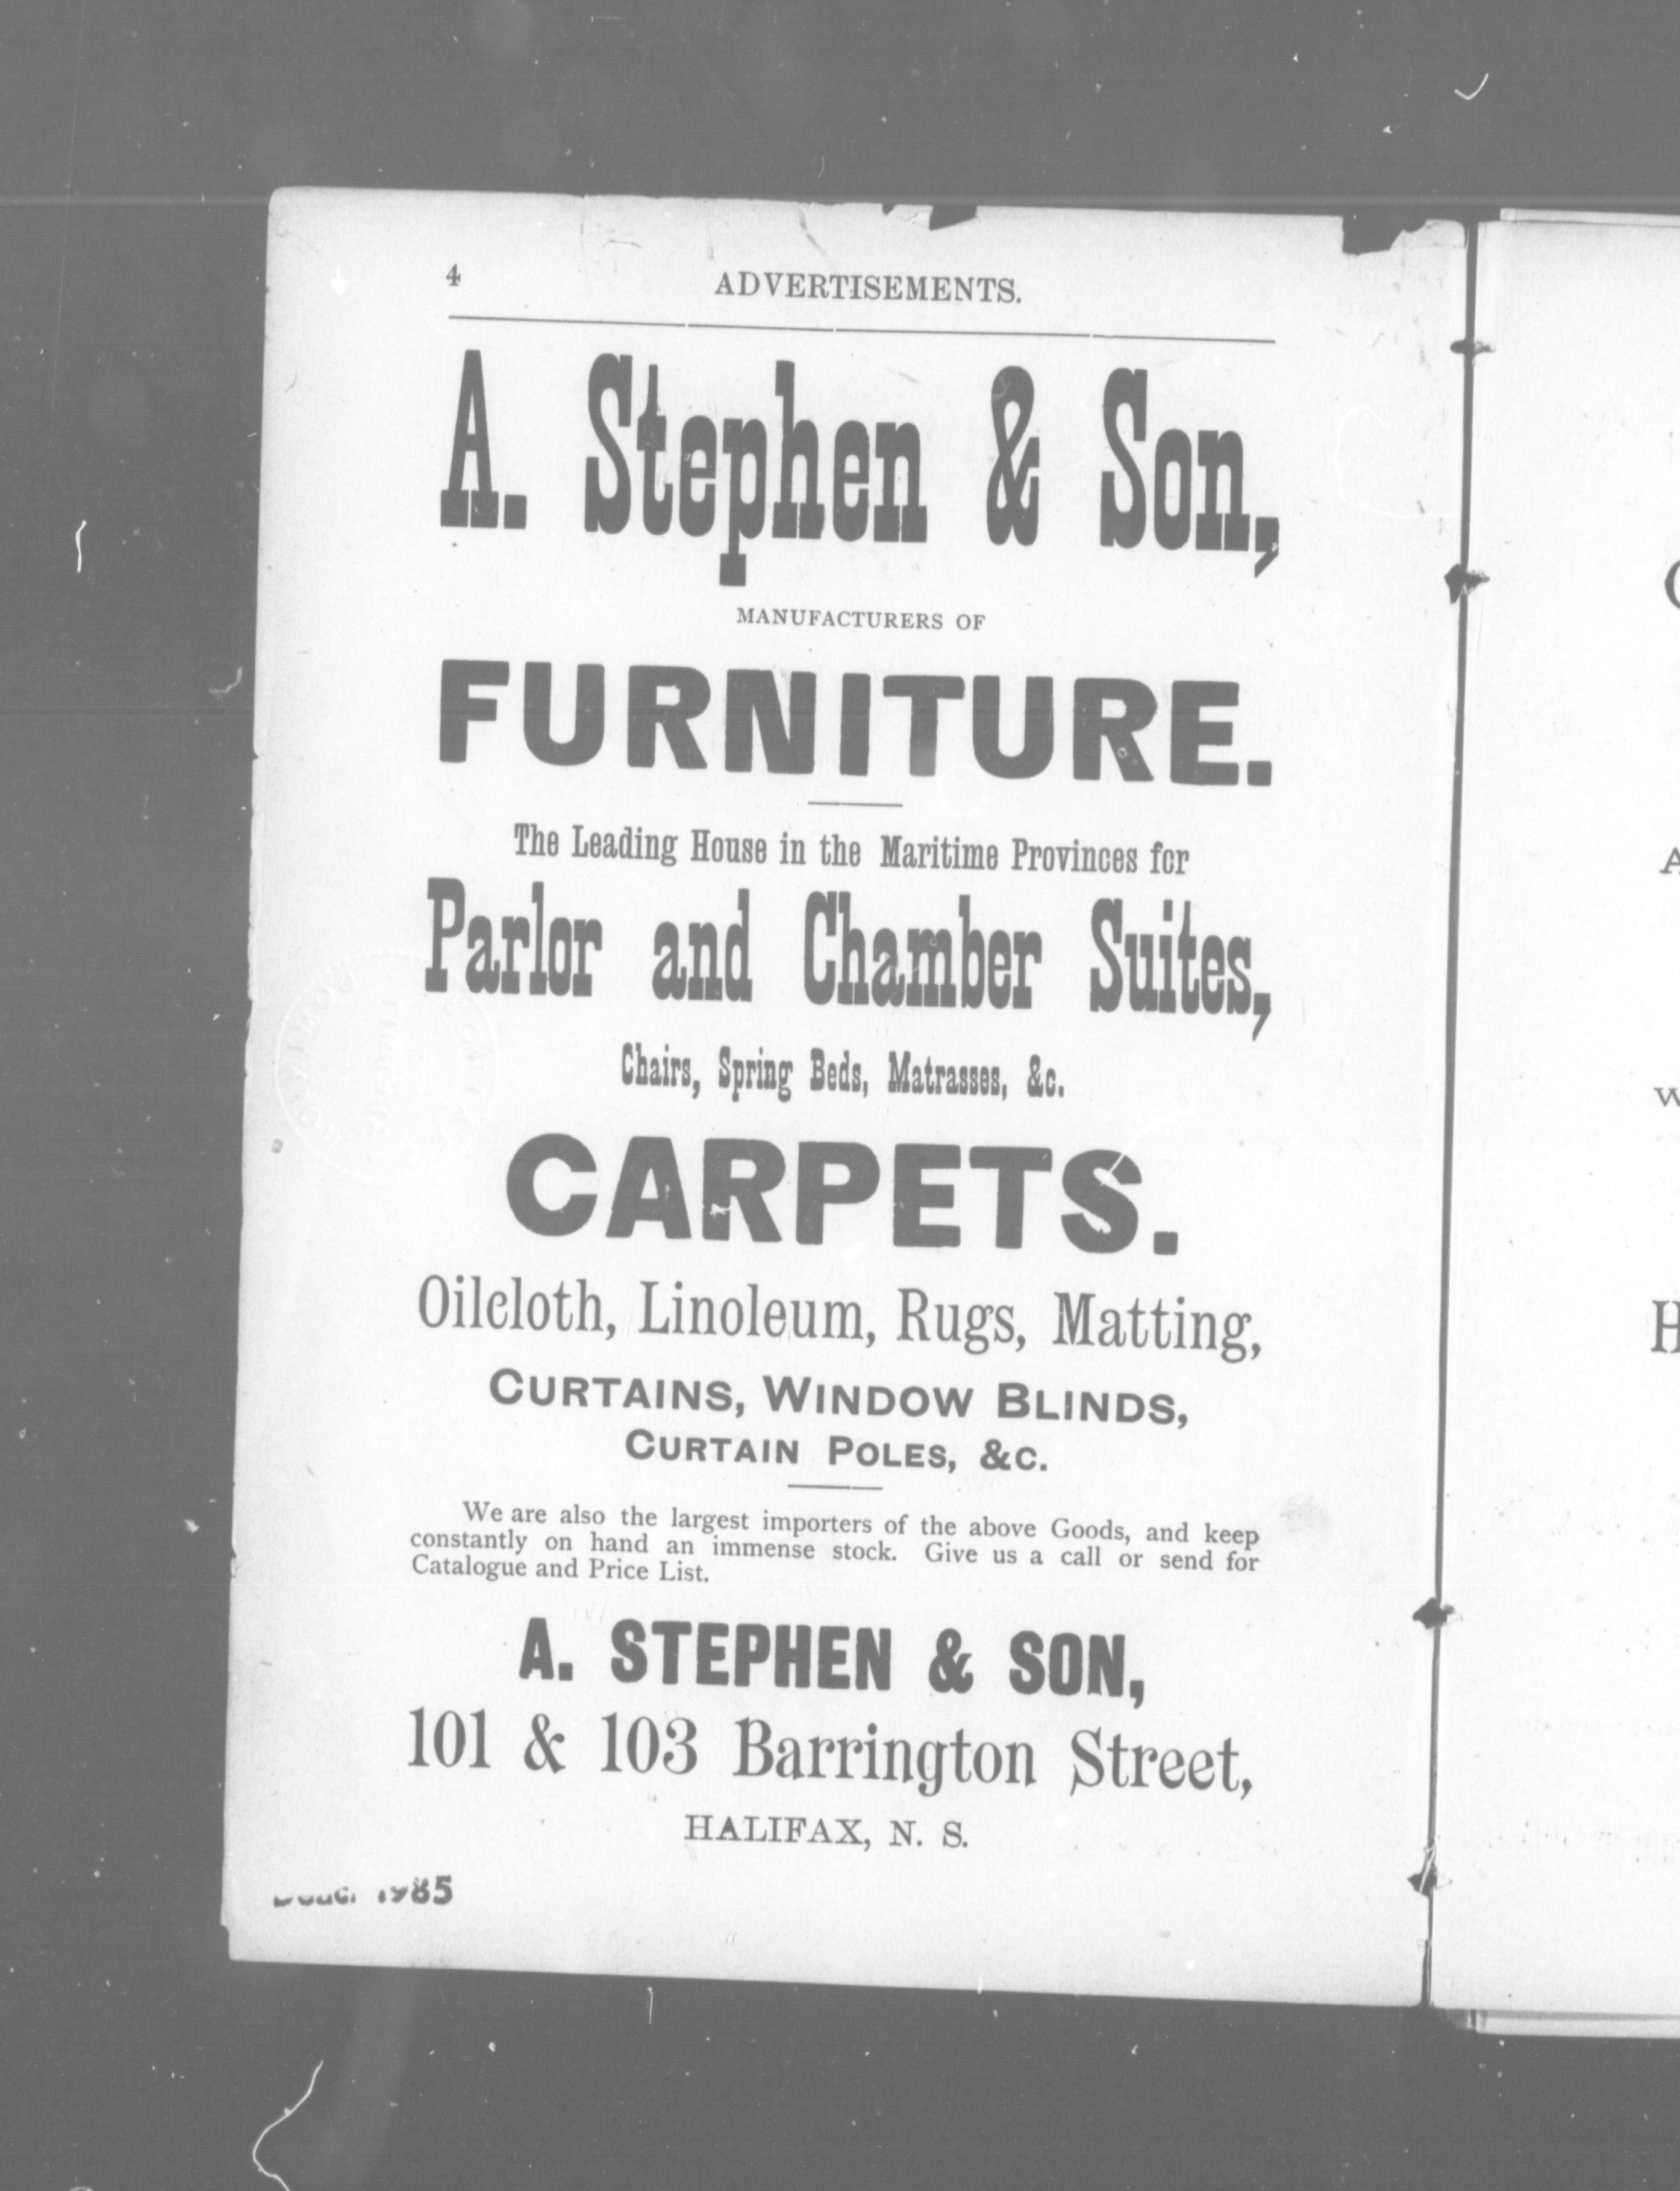 4 ADVERTISEMENTS.
A. Stephen & Son,
MANUFACTURERS OF
FURNITURE.
The Leading House in the Maritime Provinces for
Parlor and Chamber Suites,
Chairs, Spring Beds, Matrasses, &c.
CARPETS.
Oilcloth, Linoleum, Rugs, Matting,
CURTAINS, WINDOW BLINDS,
CURTAIN POLES, &C.
We are also the largest importers of the above Goods, and keep
constantly on hand an immense stock. Give us a call or send for
Catalogue and Price List.
A. STEPHEN & SON,
101 & 103 Barrington Street,
HALIFAX, N. S.
1985